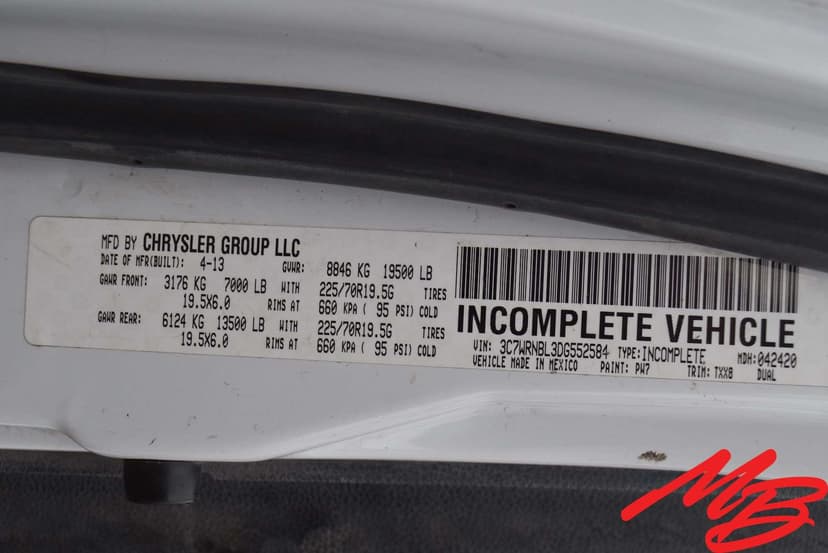 MFD BY CHRYSLER GROUP LLC
DATE OF MFR(BUILT): 4-13 GVWR: 8846 KG 19500 LB
GAWR FRONT: 3176 KG 7000 LB WITH 225/70R19.5G TIRES
19.5X6.0 RIMS AT 660 KPA ( 95 PSI) COLD
GAWR REAR: 6124 KG 13500 LB WITH 225/70R19.5G TIRES
19.5X6.0 RIMS AT 660 KPA ( 95 PSI) COLD
INCOMPLETE VEHICLE
VIN: 3C7WRNBL3DG552584 TYPE:INCOMPLETE MDH:042420
VEHICLE MADE IN MEXICO PAINT: PW7 TRIM: TXX8 DUAL
MB